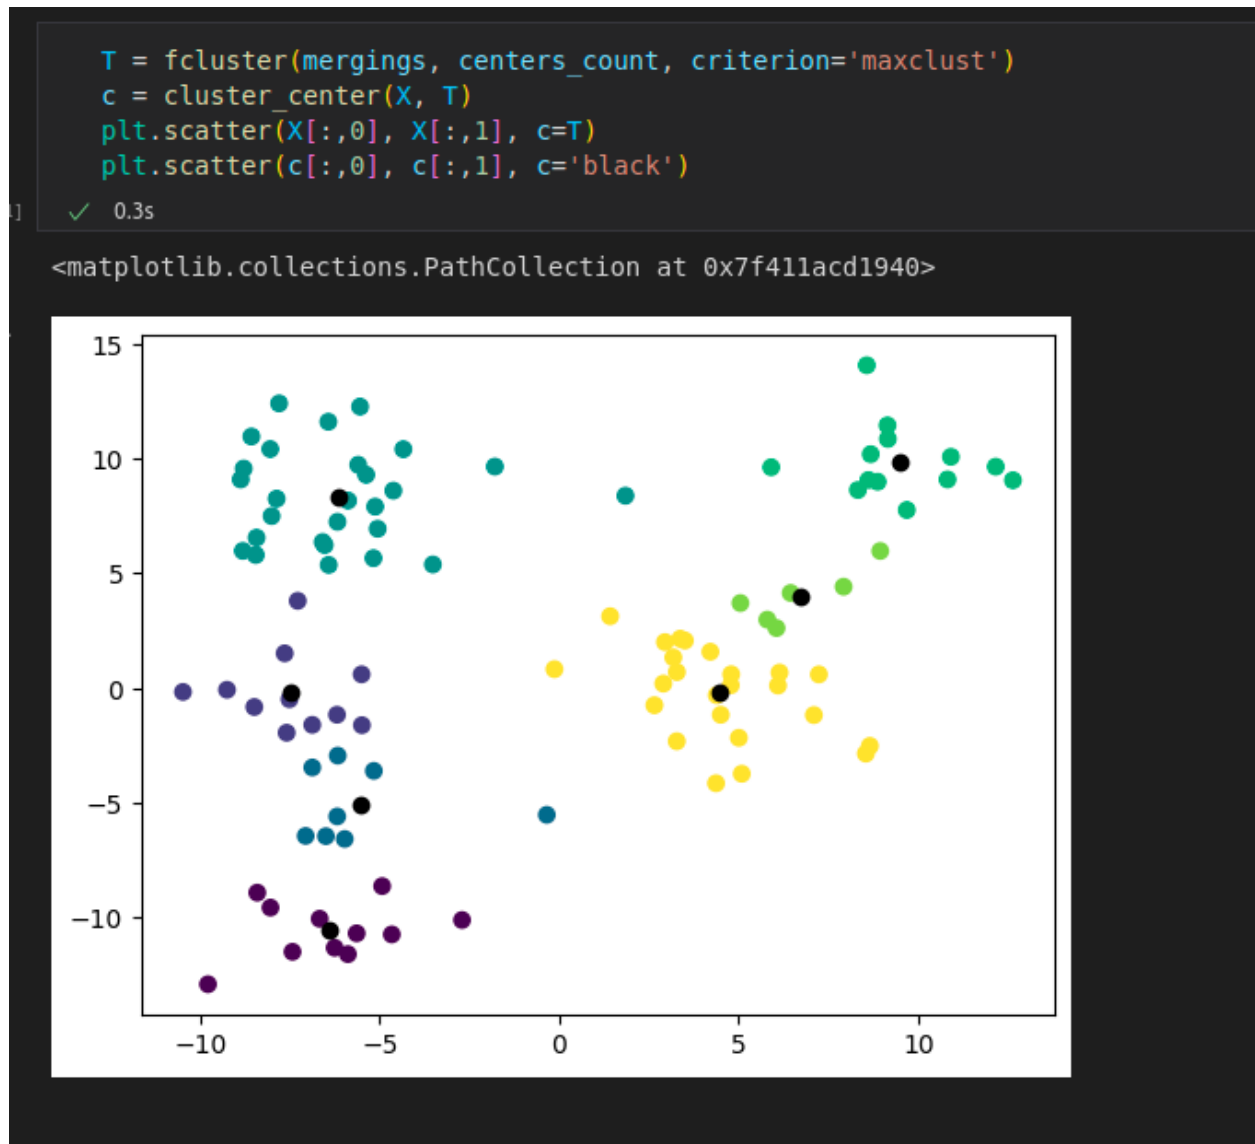 T = fcluster(mergings, centers_count, criterion='maxclust')
c = cluster_center(X, T)
plt.scatter(X[:,0], X[:,1], c=T)
plt.scatter(c[:,0], c[:,1], c='black')
]
✓ 0.3s
<matplotlib.collections.PathCollection at 0x7f411acd1940>
15
10
5
0
−5
−10
−10 −5 0 5 10